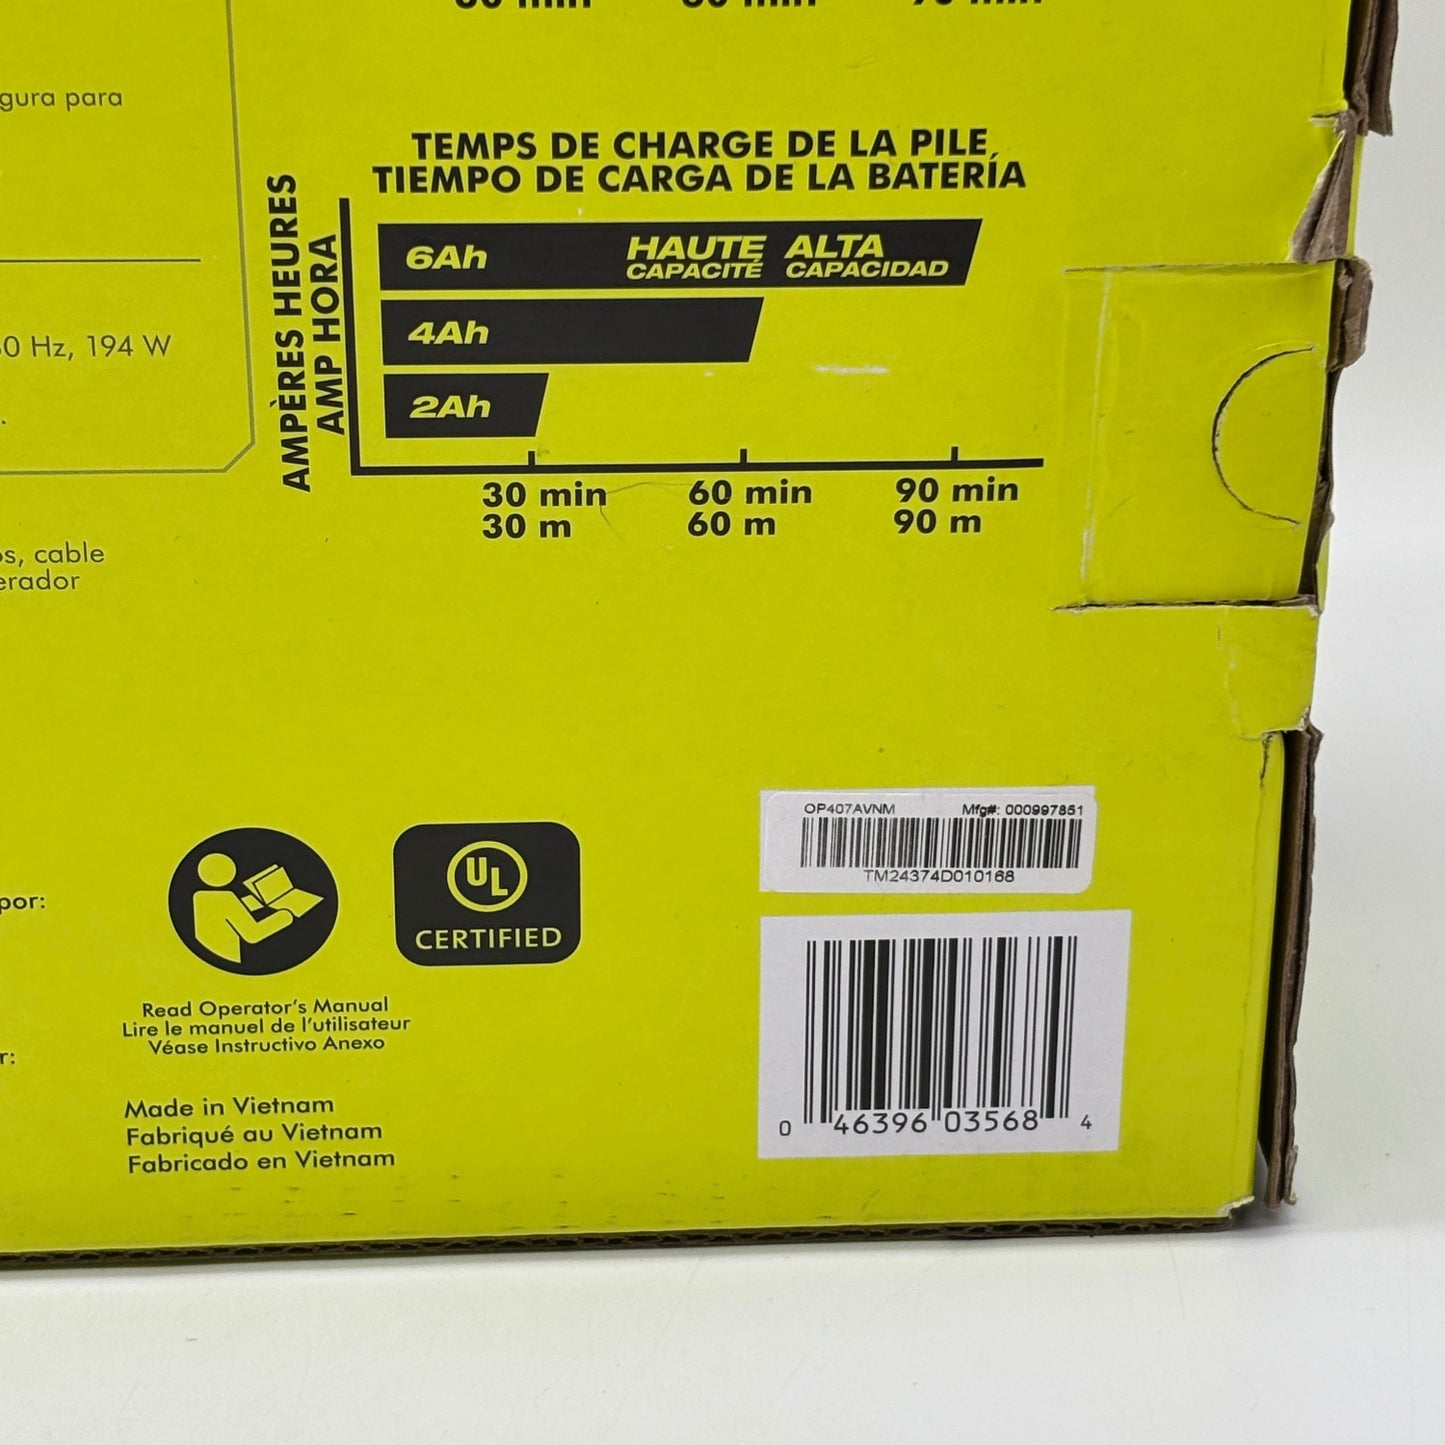 gura para
TEMPS DE CHARGE DE LA PILE
TIEMPO DE CARGA DE LA BATERÍA
AMPÈRES HEURES
AMP HORA
6Ah HAUTE CAPACITÉ ALTA CAPACIDAD
4Ah
2Ah
30 min 60 min 90 min
30 m 60 m 90 m
0 Hz, 194 W
os, cable
erador
OP407AVNM Mfg#: 000997851
TM24374D010168
UL
CERTIFIED
por:
Read Operator's Manual
Lire le manuel de l'utilisateur
Véase Instructivo Anexo
r:
Made in Vietnam
Fabriqué au Vietnam
Fabricado en Vietnam
0 46396 03568 4